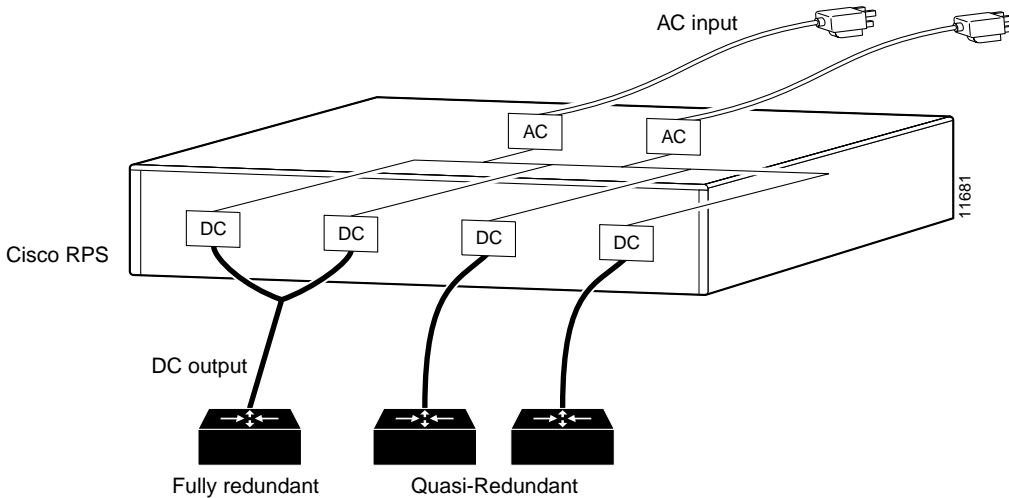 AC input
AC
AC
11681
DC
DC
DC
DC
Cisco RPS
DC output
Fully redundant
Quasi-Redundant